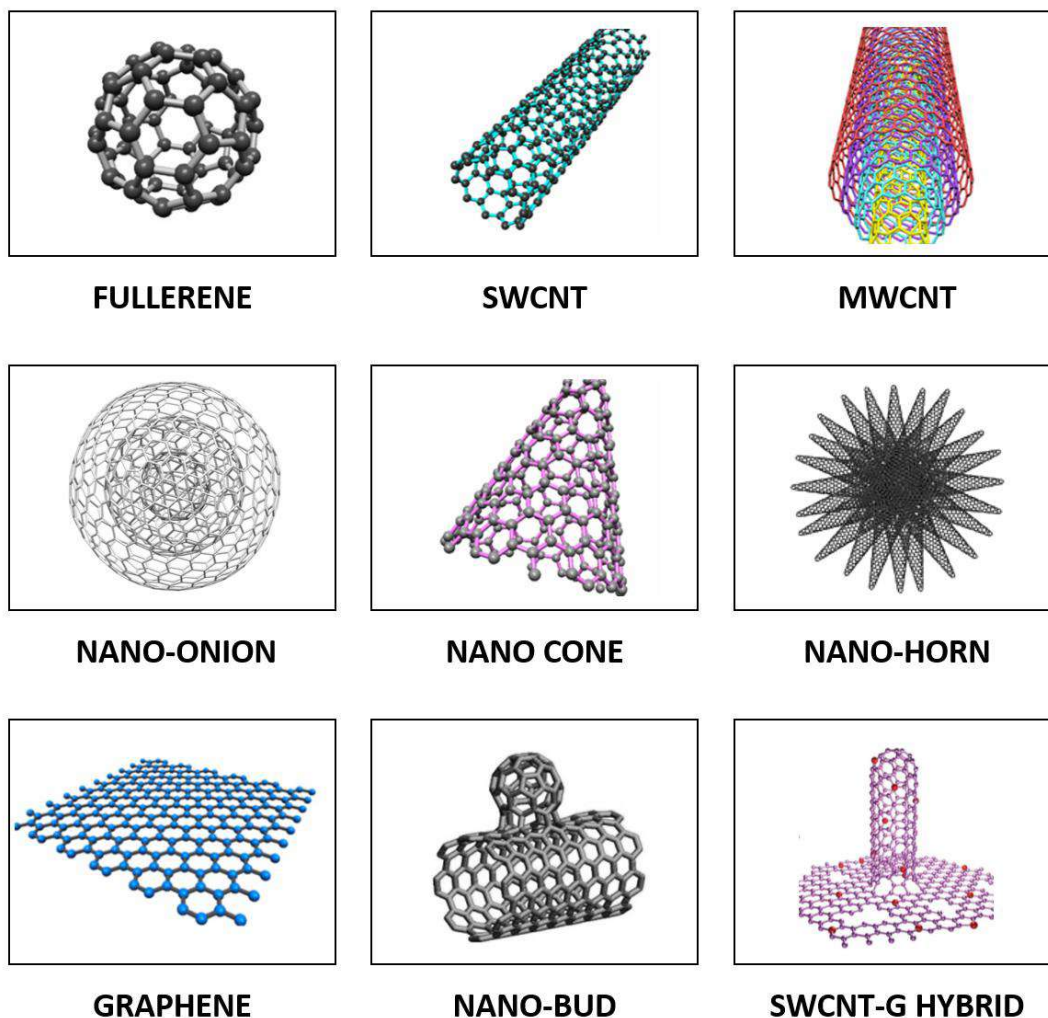 FULLERENE
SWCNT
MWCNT
NANO-ONION
NANO CONE
NANO-HORN
GRAPHENE
NANO-BUD
SWCNT-G HYBRID